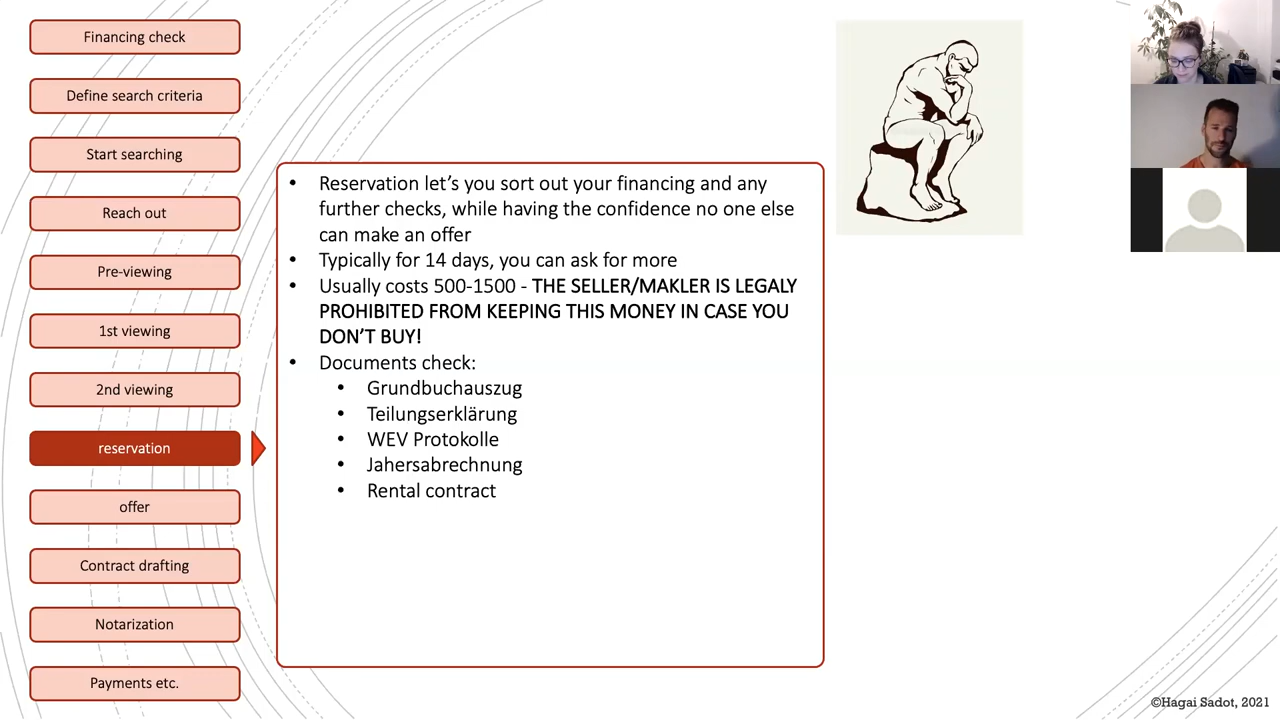 Financing check
Define search criteria
Start searching
Reach out
Pre-viewing
1st viewing
2nd viewing
reservation
offer
Contract drafting
Notarization
Payments etc.
• Reservation let’s you sort out your financing and any
further checks, while having the confidence no one else
can make an offer
• Typically for 14 days, you can ask for more
• Usually costs 500-1500 - THE SELLER/MAKLER IS LEGALY
PROHIBITED FROM KEEPING THIS MONEY IN CASE YOU
DON’T BUY!
• Documents check:
• Grundbuchauszug
• Teilungserklärung
• WEV Protokolle
• Jahersabrechnung
• Rental contract
©Hagai Sadot, 2021